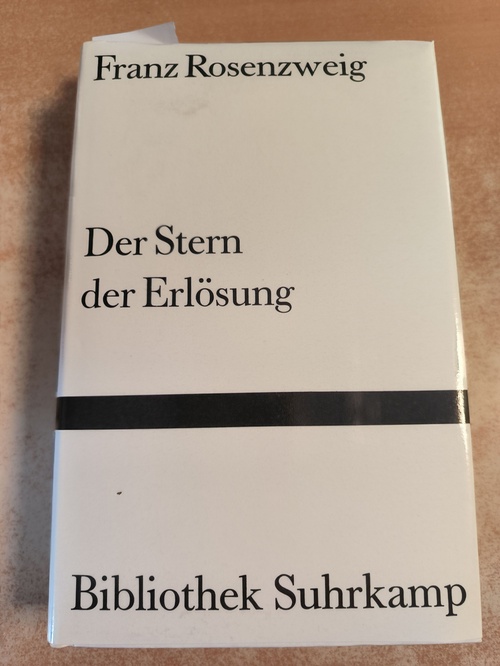 Franz Rosenzweig
Der Stern
der Erlösung
Bibliothek Suhrkamp